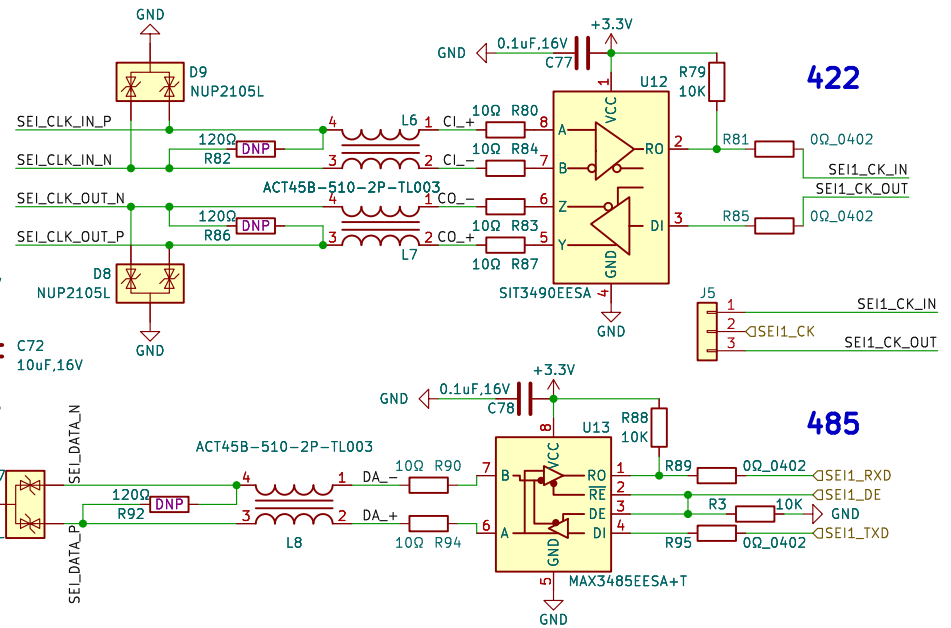 GND
+3.3V
GND
0.1uF,16V
C77
D9
NUP2105L
R79
10K
422
1
U12
VCC
SEI_CLK_IN_P
4
L6
1
CI_+
10Ω R80
8
A
120Ω
DNP
R82
10Ω R84
RO
2
R81
0Ω_0402
SEI_CLK_IN_N
3
2
CI_-
7
B
SEI1_CK_IN
ACT45B-510-2P-TL003
SEI_CLK_OUT_N
4
1
CO_-
6
Z
SEI1_CK_OUT
120Ω
DNP
R86
10Ω R83
DI
3
R85
0Ω_0402
SEI_CLK_OUT_P
3
2
CO_+
5
Y
L7
10Ω R87
GND
D8
NUP2105L
SIT3490EESA
4
GND
J5
1
SEI1_CK_IN
2
SEI1_CK
3
SEI1_CK_OUT
GND
C72
10uF,16V
+3.3V
GND
0.1uF,16V
C78
R88
10K
485
SEI_DATA_N
8
U13
VCC
ACT45B-510-2P-TL003
4
1
DA_-
10Ω R90
7
B
RO
1
R89
0Ω_0402
SEI1_RXD
RE
2
SEI1_DE
120Ω
DNP
R92
DE
3
R3
10K
GND
3
2
DA_+
6
A
DI
4
SEI1_TXD
L8
10Ω R94
GND
R95
0Ω_0402
SEI_DATA_P
5
MAX3485EESA+T
GND